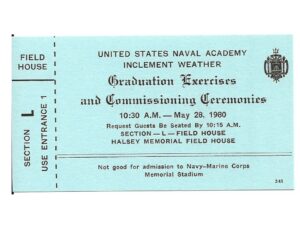 FIELD
HOUSE
SECTION L
USE ENTRANCE 1
UNITED STATES NAVAL ACADEMY
INCLEMENT WEATHER
Graduation Exercises
and Commissioning Ceremonies
10:30 A.M. — May 28, 1980
Request Guests Be Seated By 10:15 A.M.
SECTION — L — FIELD HOUSE
HALSEY MEMORIAL FIELD HOUSE
Not good for admission to Navy-Marine Corps
Memorial Stadium